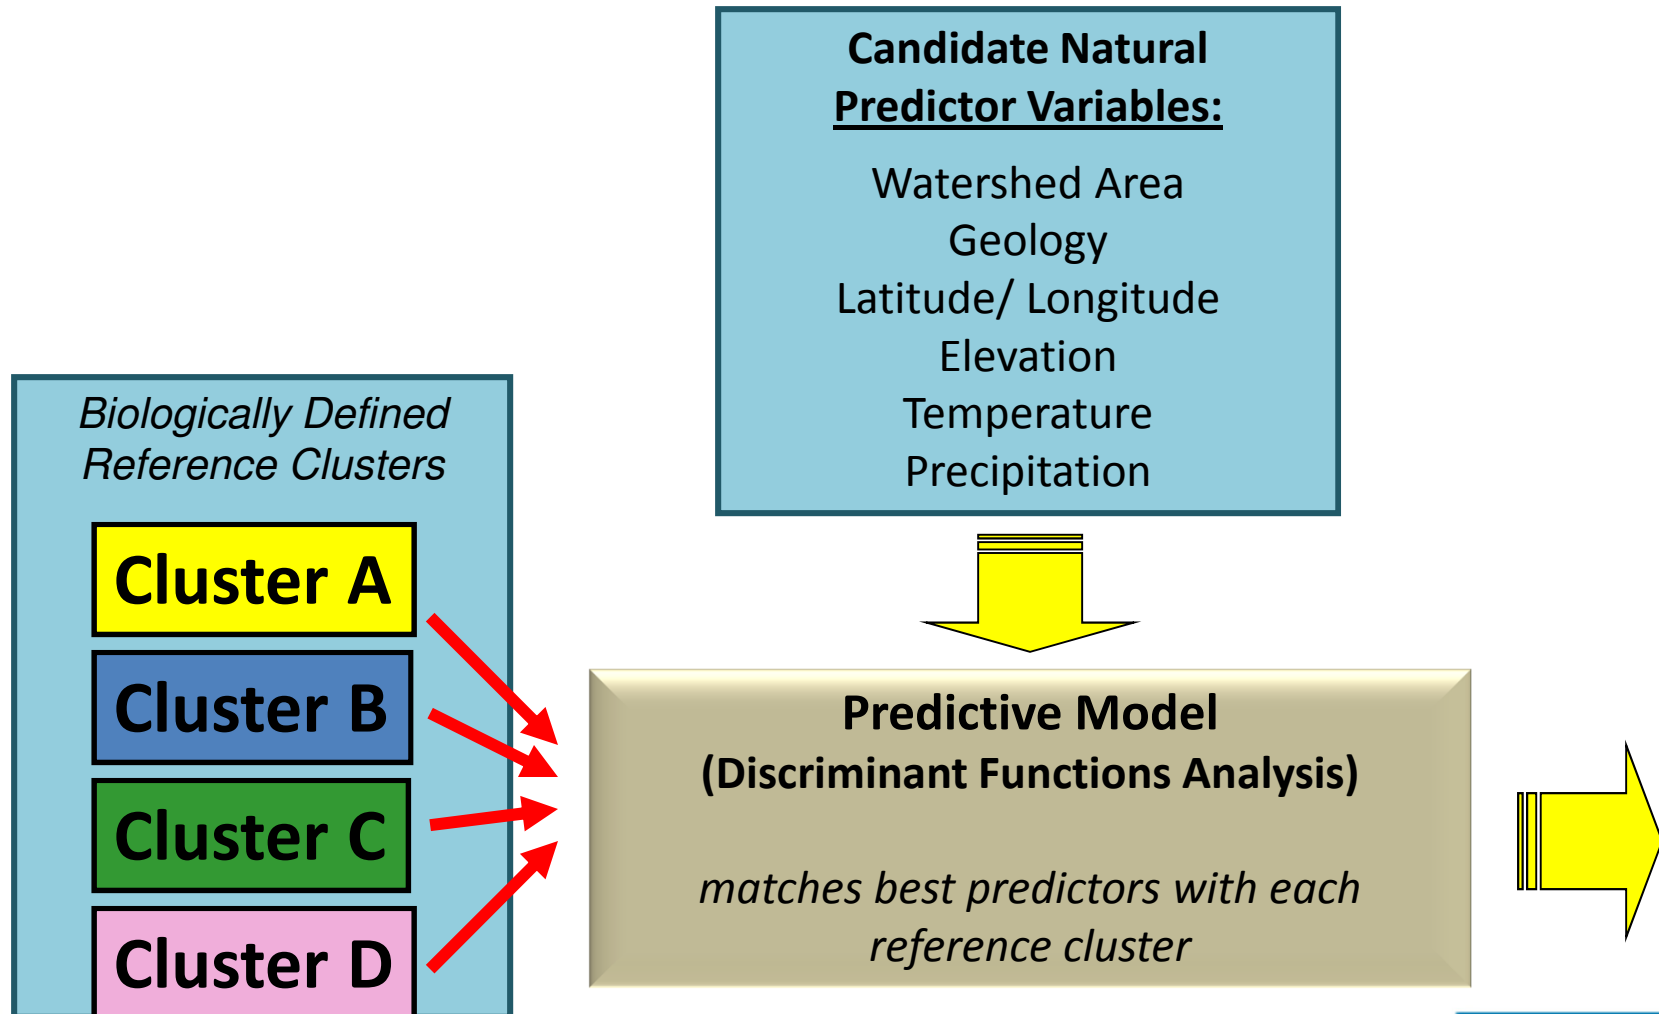 Candidate Natural
Predictor Variables:
Watershed Area
Geology
Latitude/ Longitude
Elevation
Temperature
Precipitation
Biologically Defined
Reference Clusters
Cluster A
Cluster B
Cluster C
Cluster D
Predictive Model
(Discriminant Functions Analysis)
matches best predictors with each
reference cluster